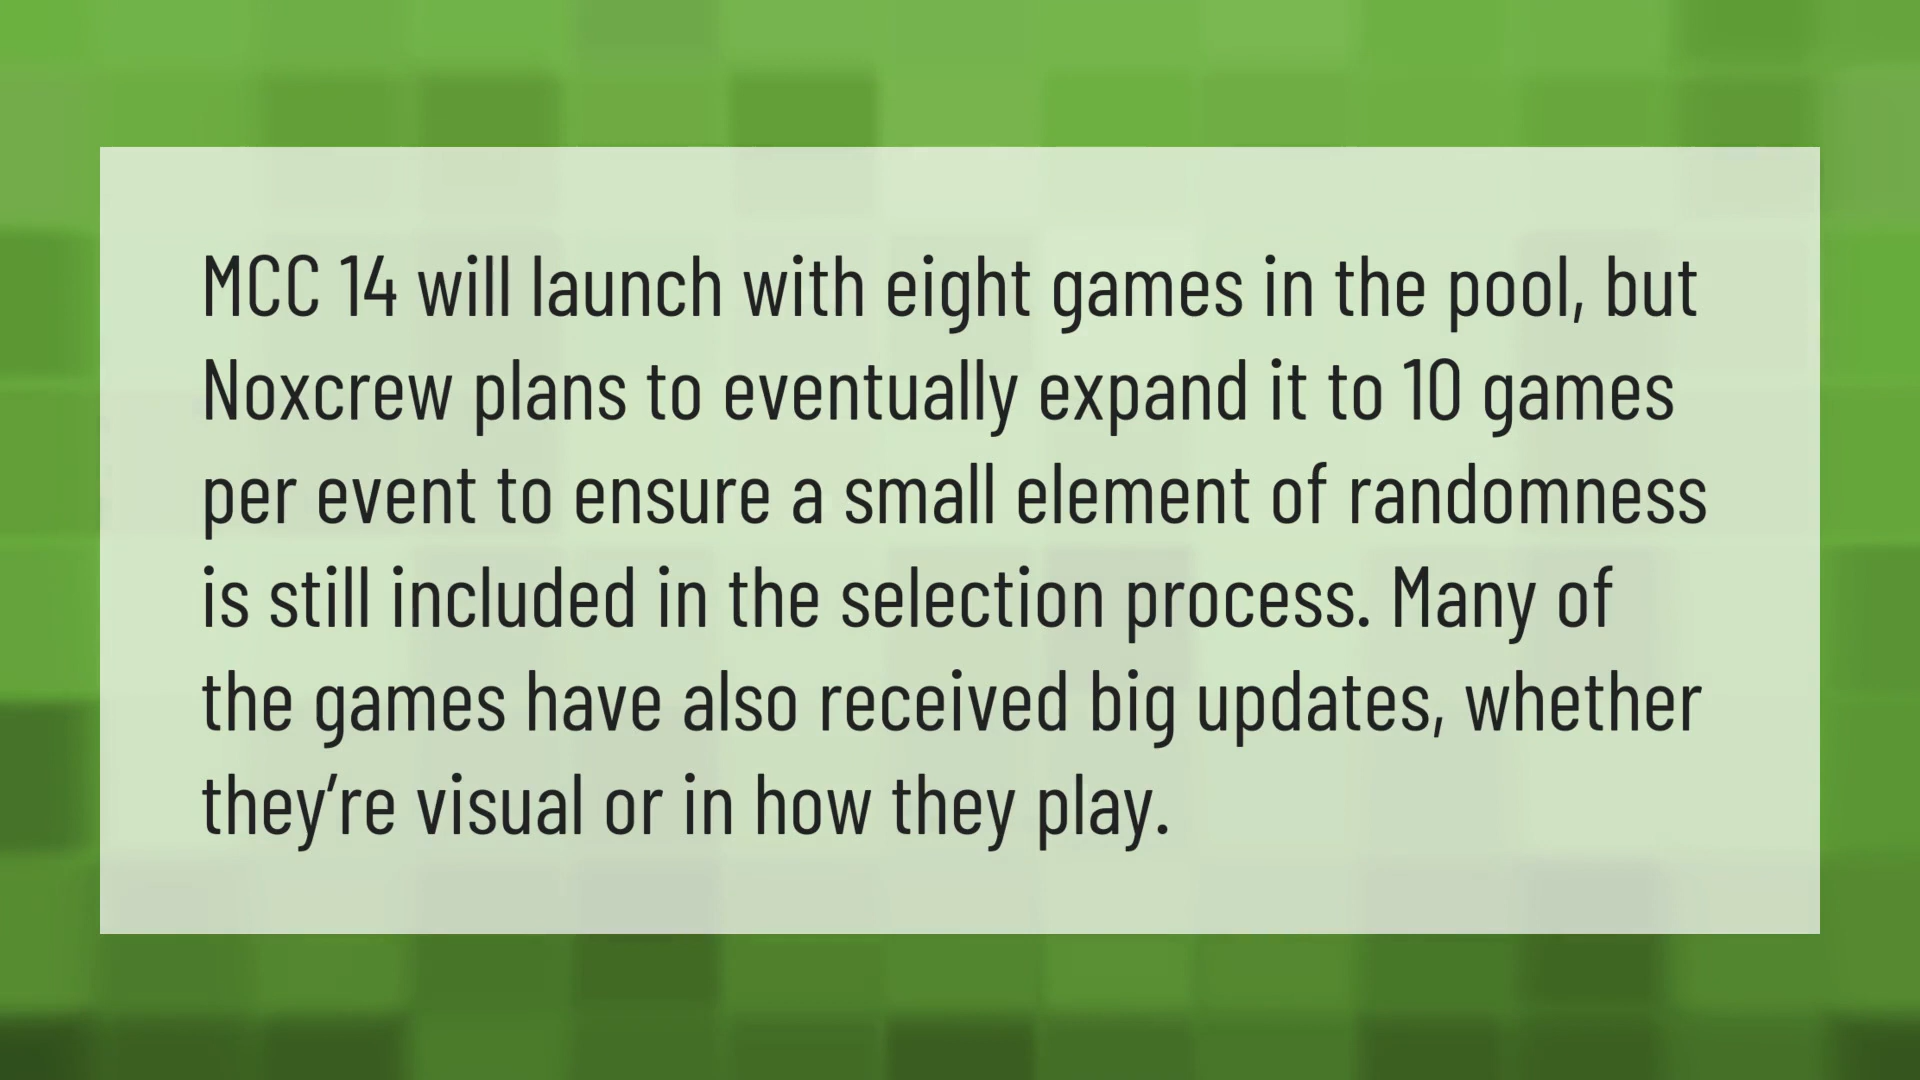 MCC 14 will launch with eight games in the pool, but
Noxcrew plans to eventually expand it to 10 games
per event to ensure a small element of randomness
is still included in the selection process. Many of
the games have also received big updates, whether
they’re visual or in how they play.